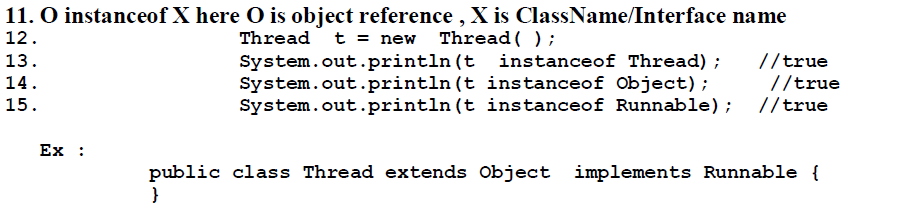 11. O instanceof X here O is object reference , X is ClassName/Interface name
12. Thread t = new Thread( );
13. System.out.println(t instanceof Thread); //true
14. System.out.println(t instanceof Object); //true
15. System.out.println(t instanceof Runnable); //true
Ex :
public class Thread extends Object implements Runnable {
}